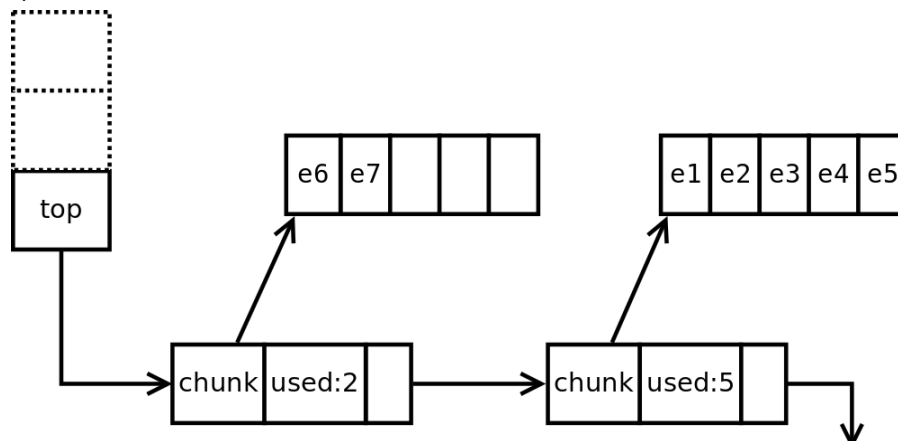 e6 e7
e1 e2 e3 e4 e5
top
chunk used:2
chunk used:5